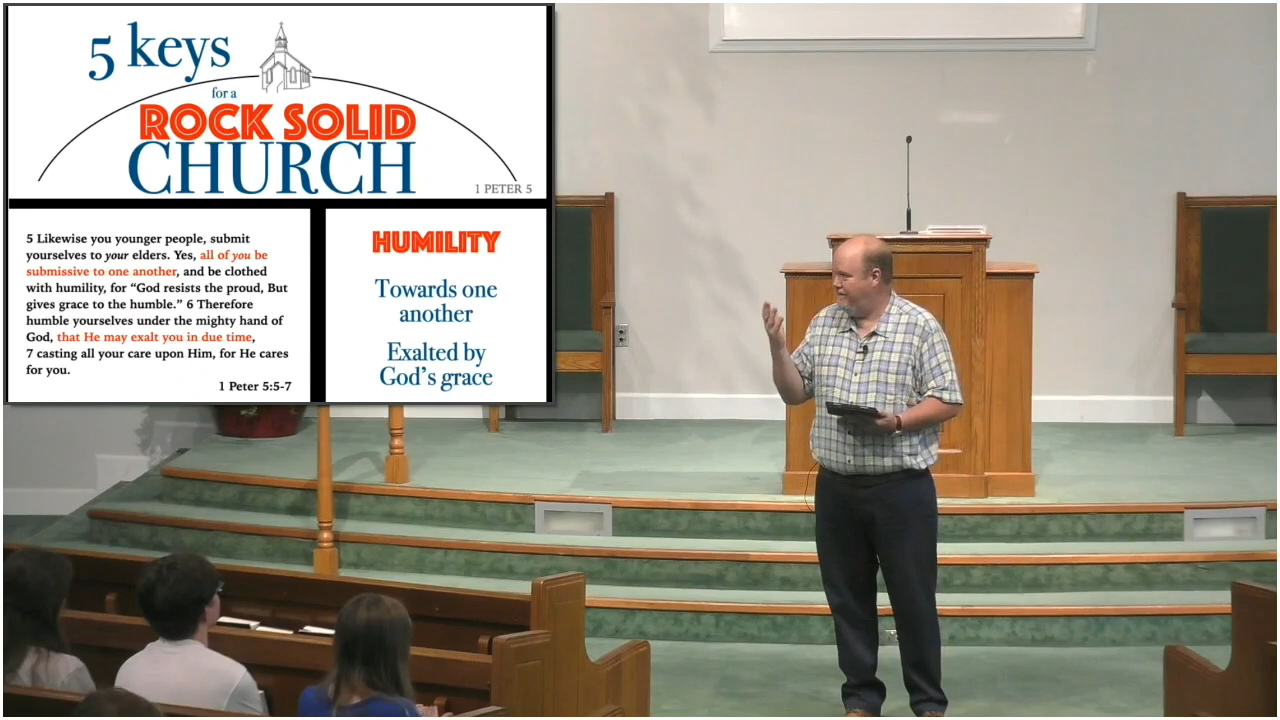 5 keys
for a
ROCK SOLID
CHURCH
1 PETER 5
5 Likewise you younger people, submit
yourselves to your elders. Yes, all of you be
submissive to one another, and be clothed
with humility, for “God resists the proud, But
gives grace to the humble.” 6 Therefore
humble yourselves under the mighty hand of
God, that He may exalt you in due time,
7 casting all your care upon Him, for He cares
for you.
1 Peter 5:5-7
HUMILITY
Towards one
another
Exalted by
God’s grace